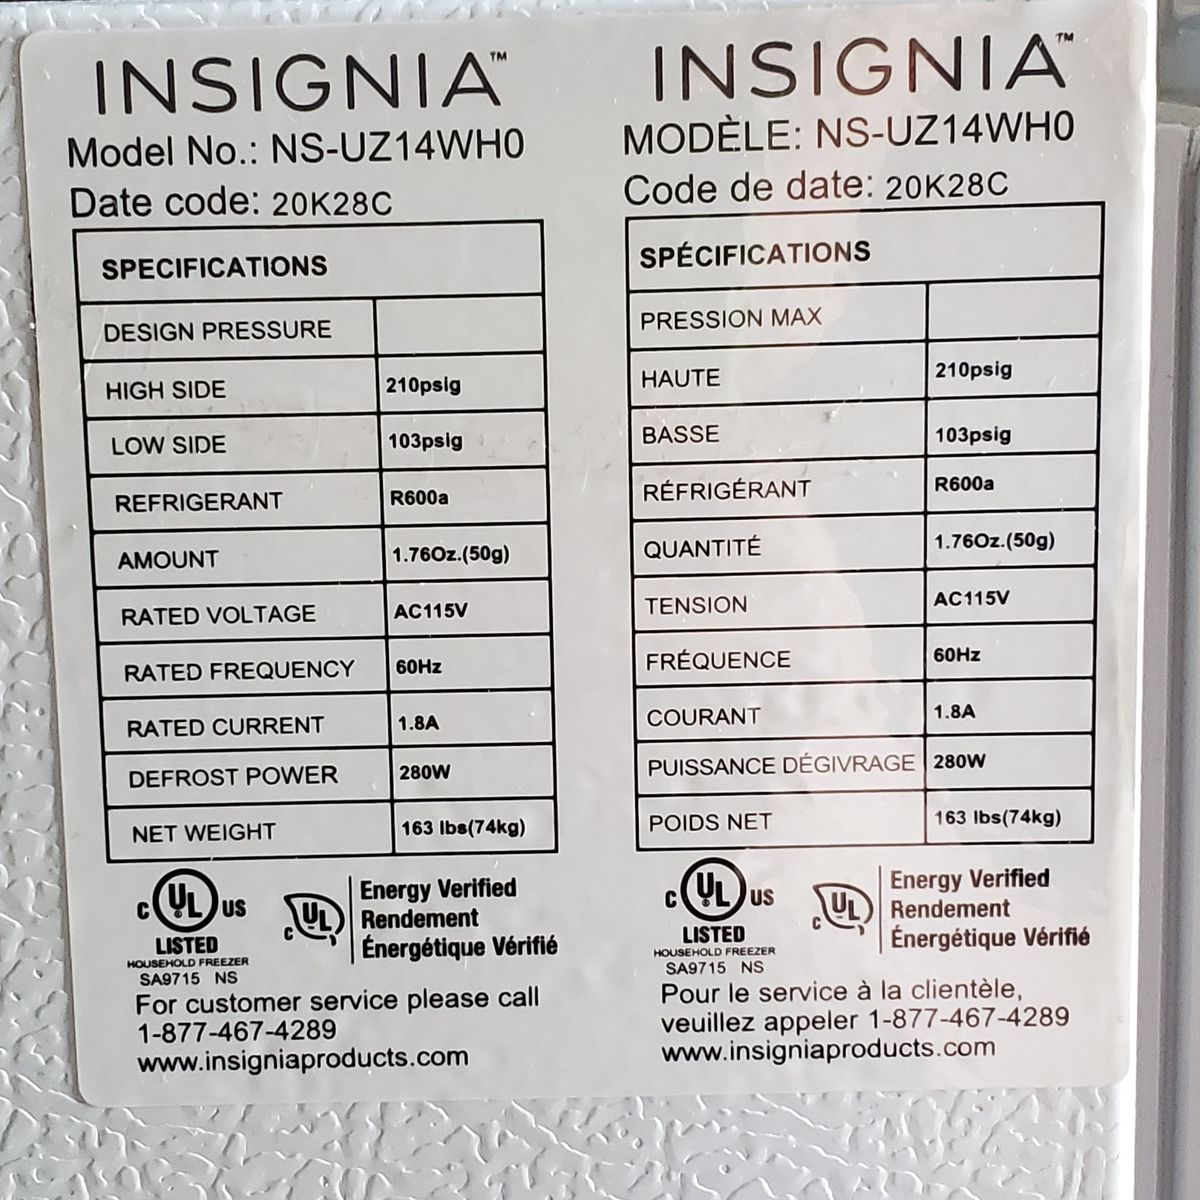 INSIGNIA™
Model No.: NS-UZ14WH0
Date code: 20K28C
SPECIFICATIONS
DESIGN PRESSURE
HIGH SIDE 210psig
LOW SIDE 103psig
REFRIGERANT R600a
AMOUNT 1.76Oz.(50g)
RATED VOLTAGE AC115V
RATED FREQUENCY 60Hz
RATED CURRENT 1.8A
DEFROST POWER 280W
NET WEIGHT 163 lbs(74kg)
C UL® US
LISTED
HOUSEHOLD FREEZER
SA9715 NS
C UL
Energy Verified
Rendement
Énergétique Vérifié
For customer service please call
1-877-467-4289
www.insigniaproducts.com
INSIGNIA™
MODÈLE: NS-UZ14WH0
Code de date: 20K28C
SPÉCIFICATIONS
PRESSION MAX
HAUTE 210psig
BASSE 103psig
RÉFRIGÉRANT R600a
QUANTITÉ 1.76Oz.(50g)
TENSION AC115V
FRÉQUENCE 60Hz
COURANT 1.8A
PUISSANCE DÉGIVRAGE 280W
POIDS NET 163 lbs(74kg)
C UL® US
LISTED
HOUSEHOLD FREEZER
SA9715 NS
C UL
Energy Verified
Rendement
Énergétique Vérifié
Pour le service à la clientèle,
veuillez appeler 1-877-467-4289
www.insigniaproducts.com